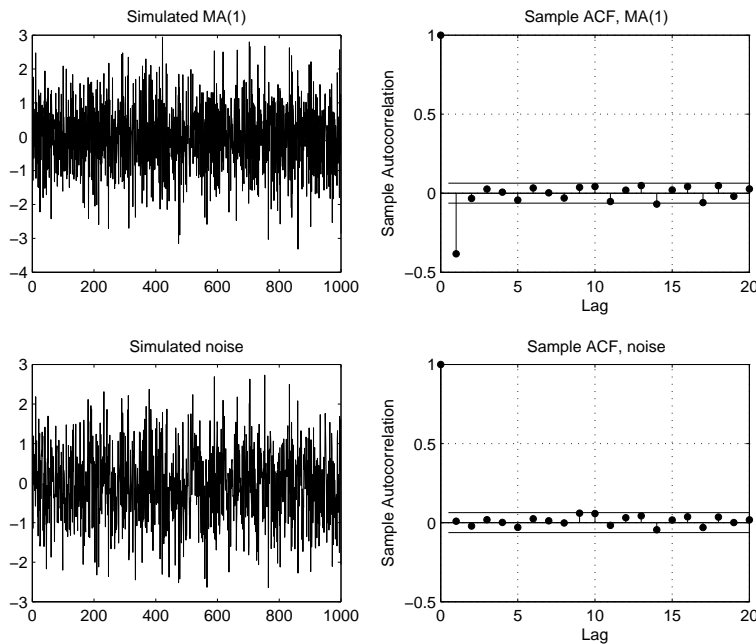 Simulated MA(1)
3
2
1
0
−1
−2
−3
−4
0 200 400 600 800 1000
Sample ACF, MA(1)
Sample Autocorrelation
1
0.5
0
−0.5
0 5 10 15 20
Lag
Simulated noise
3
2
1
0
−1
−2
−3
0 200 400 600 800 1000
Sample ACF, noise
Sample Autocorrelation
1
0.5
0
−0.5
0 5 10 15 20
Lag